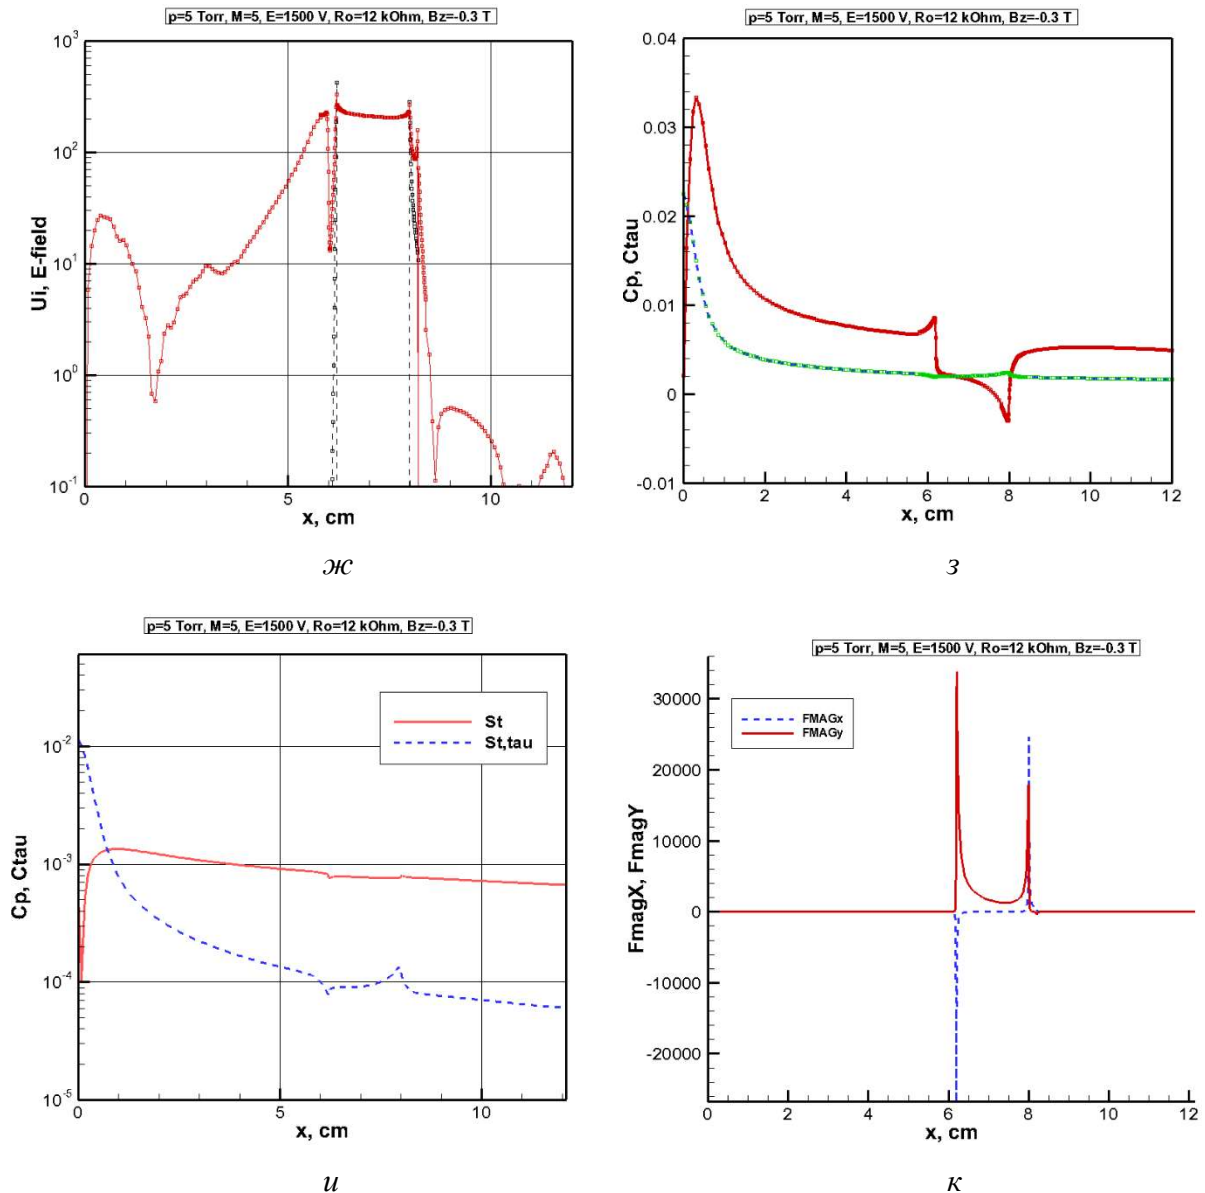 p=5 Torr, M=5, E=1500 V, Ro=12 kOhm, Bz=-0.3 T
10³
10²
10¹
10⁰
10⁻¹
0
5
10
Ui, E-field
x, cm
ж
p=5 Torr, M=5, E=1500 V, Ro=12 kOhm, Bz=-0.3 T
0.04
0.03
0.02
0.01
0
-0.01
0
2
4
6
8
10
12
Cp, Ctau
x, cm
з
p=5 Torr, M=5, E=1500 V, Ro=12 kOhm, Bz=-0.3 T
St
St,tau
10⁻²
10⁻³
10⁻⁴
10⁻⁵
0
5
10
Cp, Ctau
x, cm
и
p=5 Torr, M=5, E=1500 V, Ro=12 kOhm, Bz=-0.3 T
FMAGx
FMAGy
30000
20000
10000
0
-10000
-20000
0
2
4
6
8
10
12
FmagX, FmagY
x, cm
к